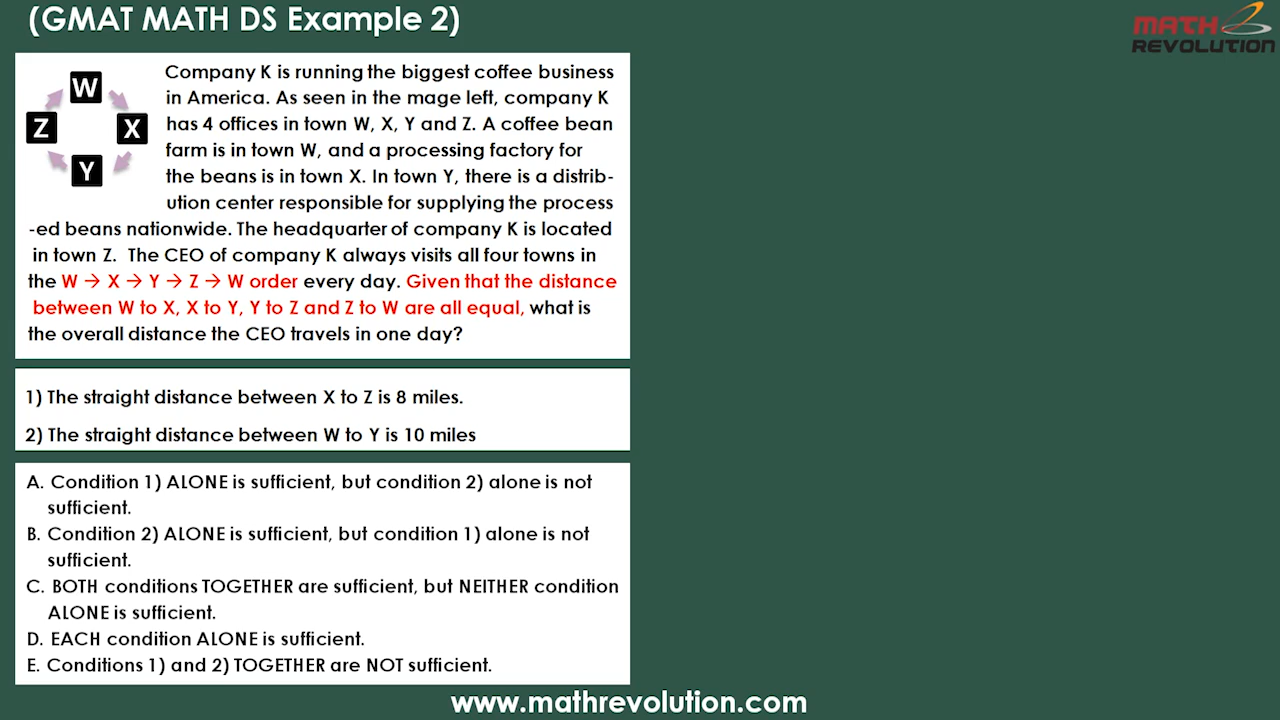 (GMAT MATH DS Example 2)
MATH
REVOLUTION
W
Z
X
Y
Company K is running the biggest coffee business
in America. As seen in the mage left, company K
has 4 offices in town W, X, Y and Z. A coffee bean
farm is in town W, and a processing factory for
the beans is in town X. In town Y, there is a distrib-
ution center responsible for supplying the process
-ed beans nationwide. The headquarter of company K is located
in town Z. The CEO of company K always visits all four towns in
the W → X → Y → Z → W order every day. Given that the distance
between W to X, X to Y, Y to Z and Z to W are all equal, what is
the overall distance the CEO travels in one day?
1) The straight distance between X to Z is 8 miles.
2) The straight distance between W to Y is 10 miles
A. Condition 1) ALONE is sufficient, but condition 2) alone is not
sufficient.
B. Condition 2) ALONE is sufficient, but condition 1) alone is not
sufficient.
C. BOTH conditions TOGETHER are sufficient, but NEITHER condition
ALONE is sufficient.
D. EACH condition ALONE is sufficient.
E. Conditions 1) and 2) TOGETHER are NOT sufficient.
www.mathrevolution.com